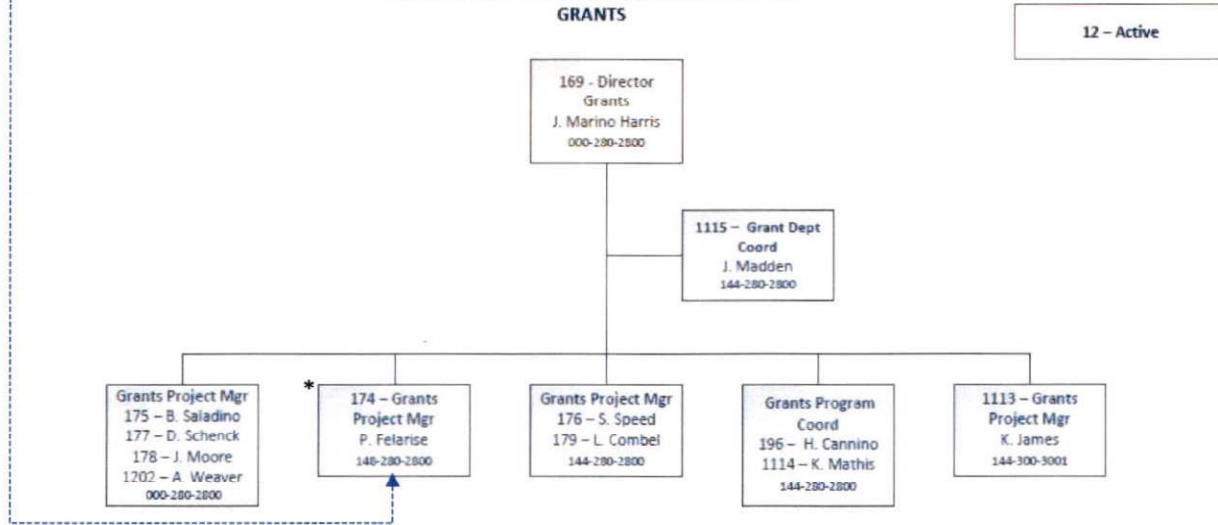 GRANTS
12 – Active
169 - Director
Grants
J. Marino Harris
000-280-2800
1115 – Grant Dept
Coord
J. Madden
144-280-2800
Grants Project Mgr
175 – B. Saladino
177 – D. Schenck
178 – J. Moore
1202 – A. Weaver
000-280-2800
*
174 – Grants
Project Mgr
P. Felarise
148-280-2800
Grants Project Mgr
176 – S. Speed
179 – L. Combel
144-280-2800
Grants Program
Coord
196 – H. Cannino
1114 – K. Mathis
144-280-2800
1113 – Grants
Project Mgr
K. James
144-300-3001